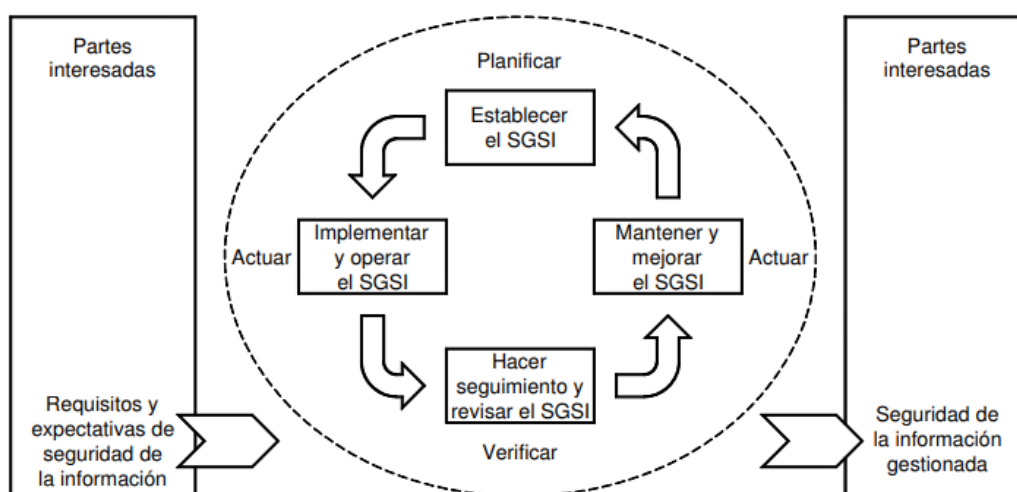 Partes
interesadas
Planificar
Establecer
el SGSI
Actuar
Implementar
y operar
el SGSI
Mantener y
mejorar
el SGSI
Actuar
Hacer
seguimiento y
revisar el SGSI
Verificar
Requisitos y
expectativas de
seguridad de
la información
Partes
interesadas
Seguridad de
la información
gestionada